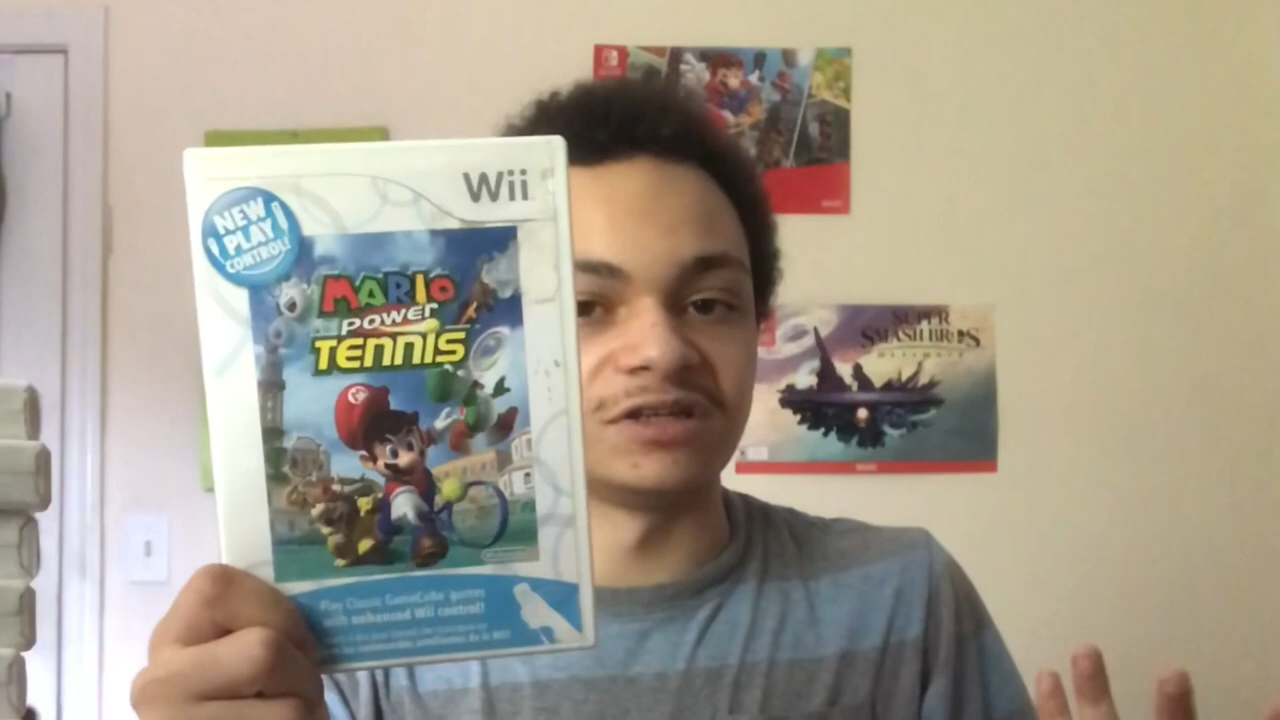 Wii
NEW
PLAY
CONTROL!
MARIO
POWER
TENNIS
Play Classic GameCube games
with enhanced Wii control!
SUPER
SMASH BROS
ULTIMATE